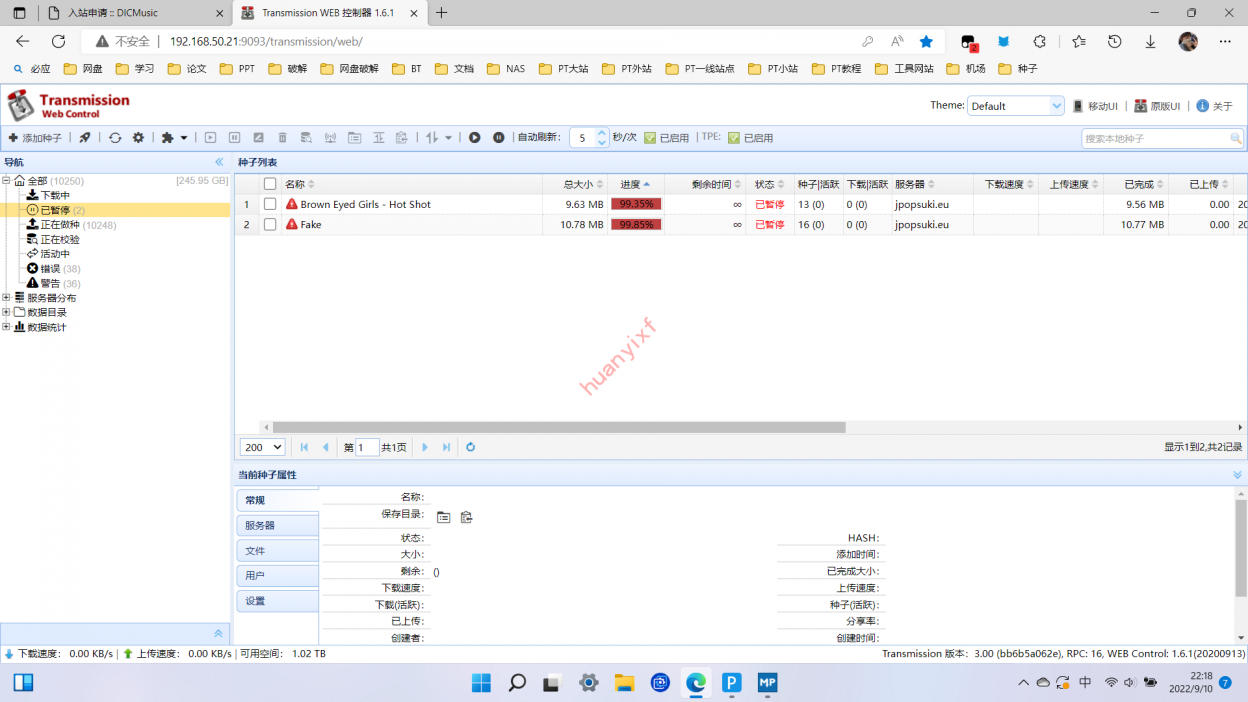 入站申请 :: DICMusic
Transmission WEB 控制器 1.6.1
不安全 192.168.50.21:9093/transmission/web/
2
必应 网盘 学习 论文 PPT 破解 网盘破解 BT 文档 NAS PT大站 PT外站 PT一线站点 PT小站 PT教程 工具网站 机场 种子
Transmission
Web Control
Theme: Default 移动UI | 原版UI | 关于
添加种子 自动刷新: 5 秒/次 已启用 | TPE: 已启用 搜索本地种子
导航
全部 (10250) [245.95 GB]
下载中
已暂停 (2)
正在做种 (10248)
正在校验
活动中
错误 (38)
警告 (36)
服务器分布
数据目录
数据统计
种子列表
名称 总大小 进度 剩余时间 状态 种子|活跃 下载|活跃 服务器 下载速度 上传速度 已完成 已上传
1 Brown Eyed Girls - Hot Shot 9.63 MB 99.35% ∞ 已暂停 13 (0) 0 (0) jpopsuki.eu 9.56 MB 0.00 20
2 Fake 10.78 MB 99.85% ∞ 已暂停 16 (0) 0 (0) jpopsuki.eu 10.77 MB 0.00 20
huanyixf
200 第 1 共1页 显示1到2,共2记录
当前种子属性
常规
服务器
文件
用户
设置
名称:
保存目录:
状态: HASH:
大小: 添加时间:
剩余: () 已完成大小:
下载速度: 上传速度:
下载(活跃): 种子(活跃):
已上传: 分享率:
创建者: 创建时间:
下载速度: 0.00 KB/s | 上传速度: 0.00 KB/s | 可用空间: 1.02 TB
Transmission 版本: 3.00 (bb6b5a062e), RPC: 16, WEB Control: 1.6.1(20200913)
P MP 中 22:18
2022/9/10 7